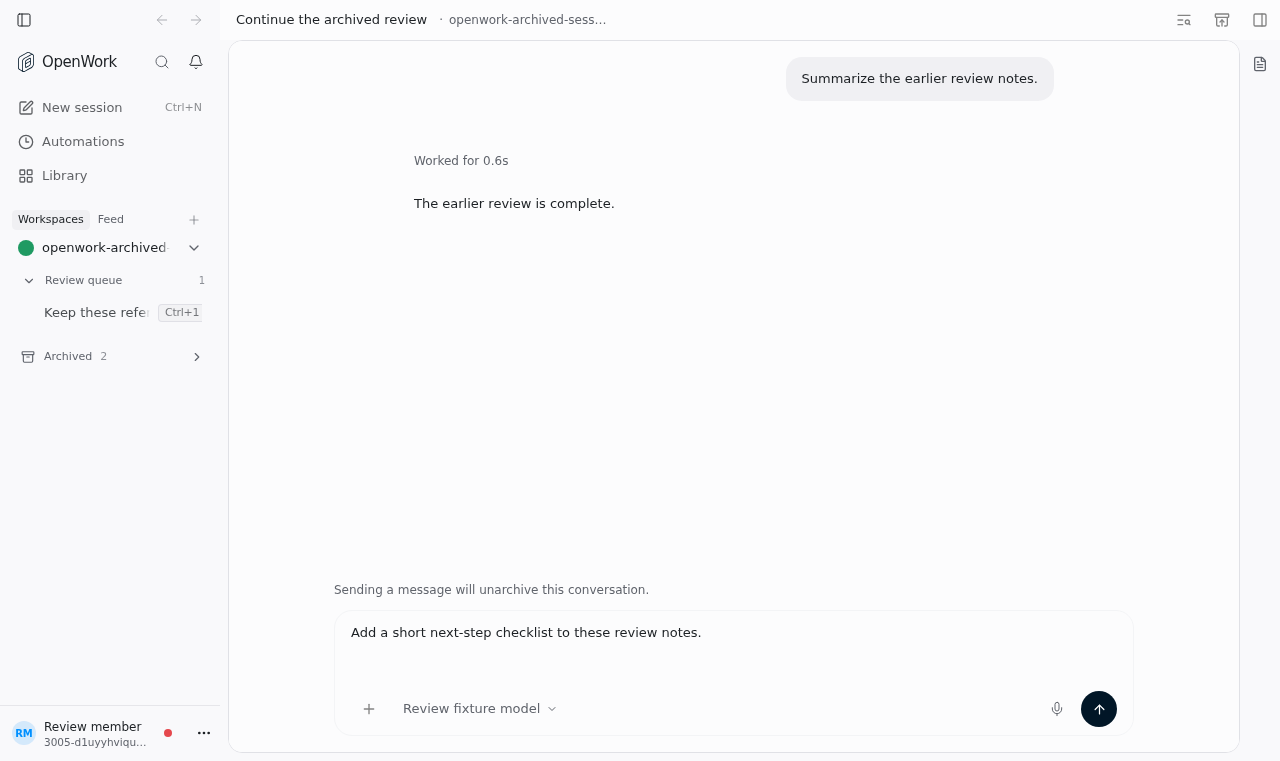 Continue the archived review · openwork-archived-sess…
OpenWork
New session Ctrl+N
Automations
Library
Workspaces Feed
openwork-archived-
Review queue 1
Keep these refe Ctrl+1
Archived 2
Review member
RM
3005-d1uyyhviqu…
Summarize the earlier review notes.
Worked for 0.6s
The earlier review is complete.
Sending a message will unarchive this conversation.
Add a short next-step checklist to these review notes.
Review fixture model